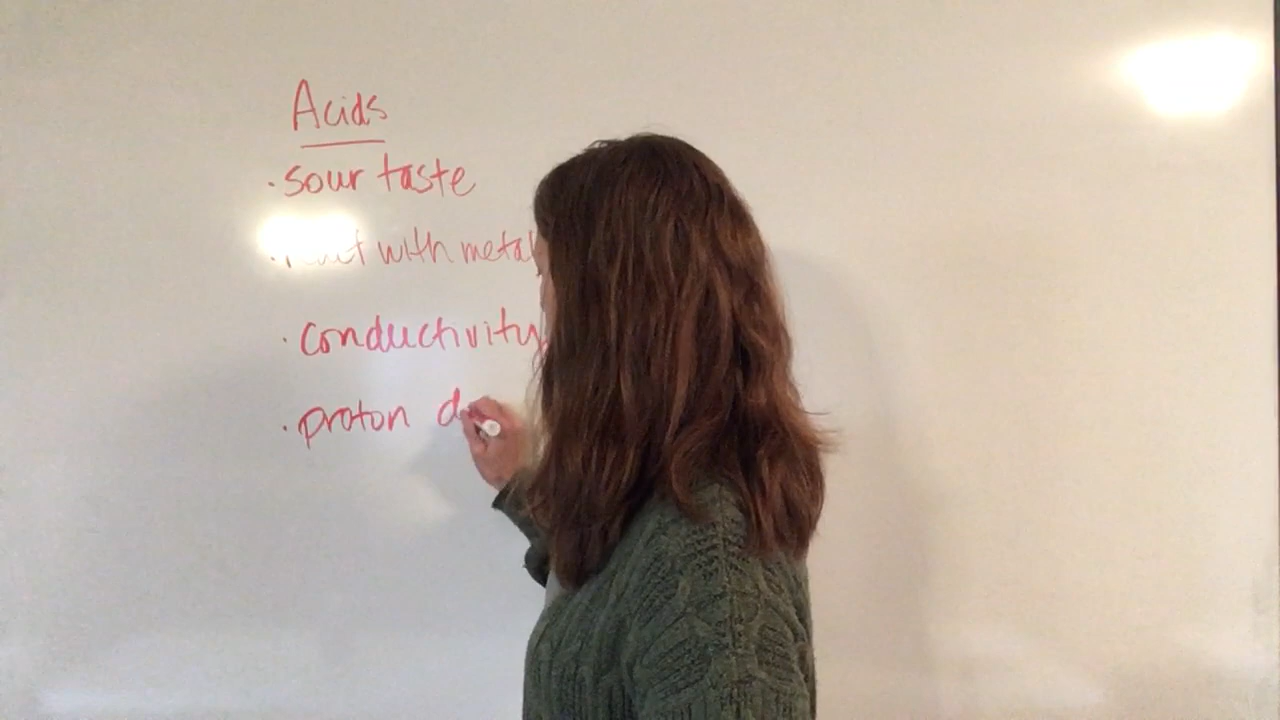 Acids
· sour taste
· with metal
· conductivity
· proton d